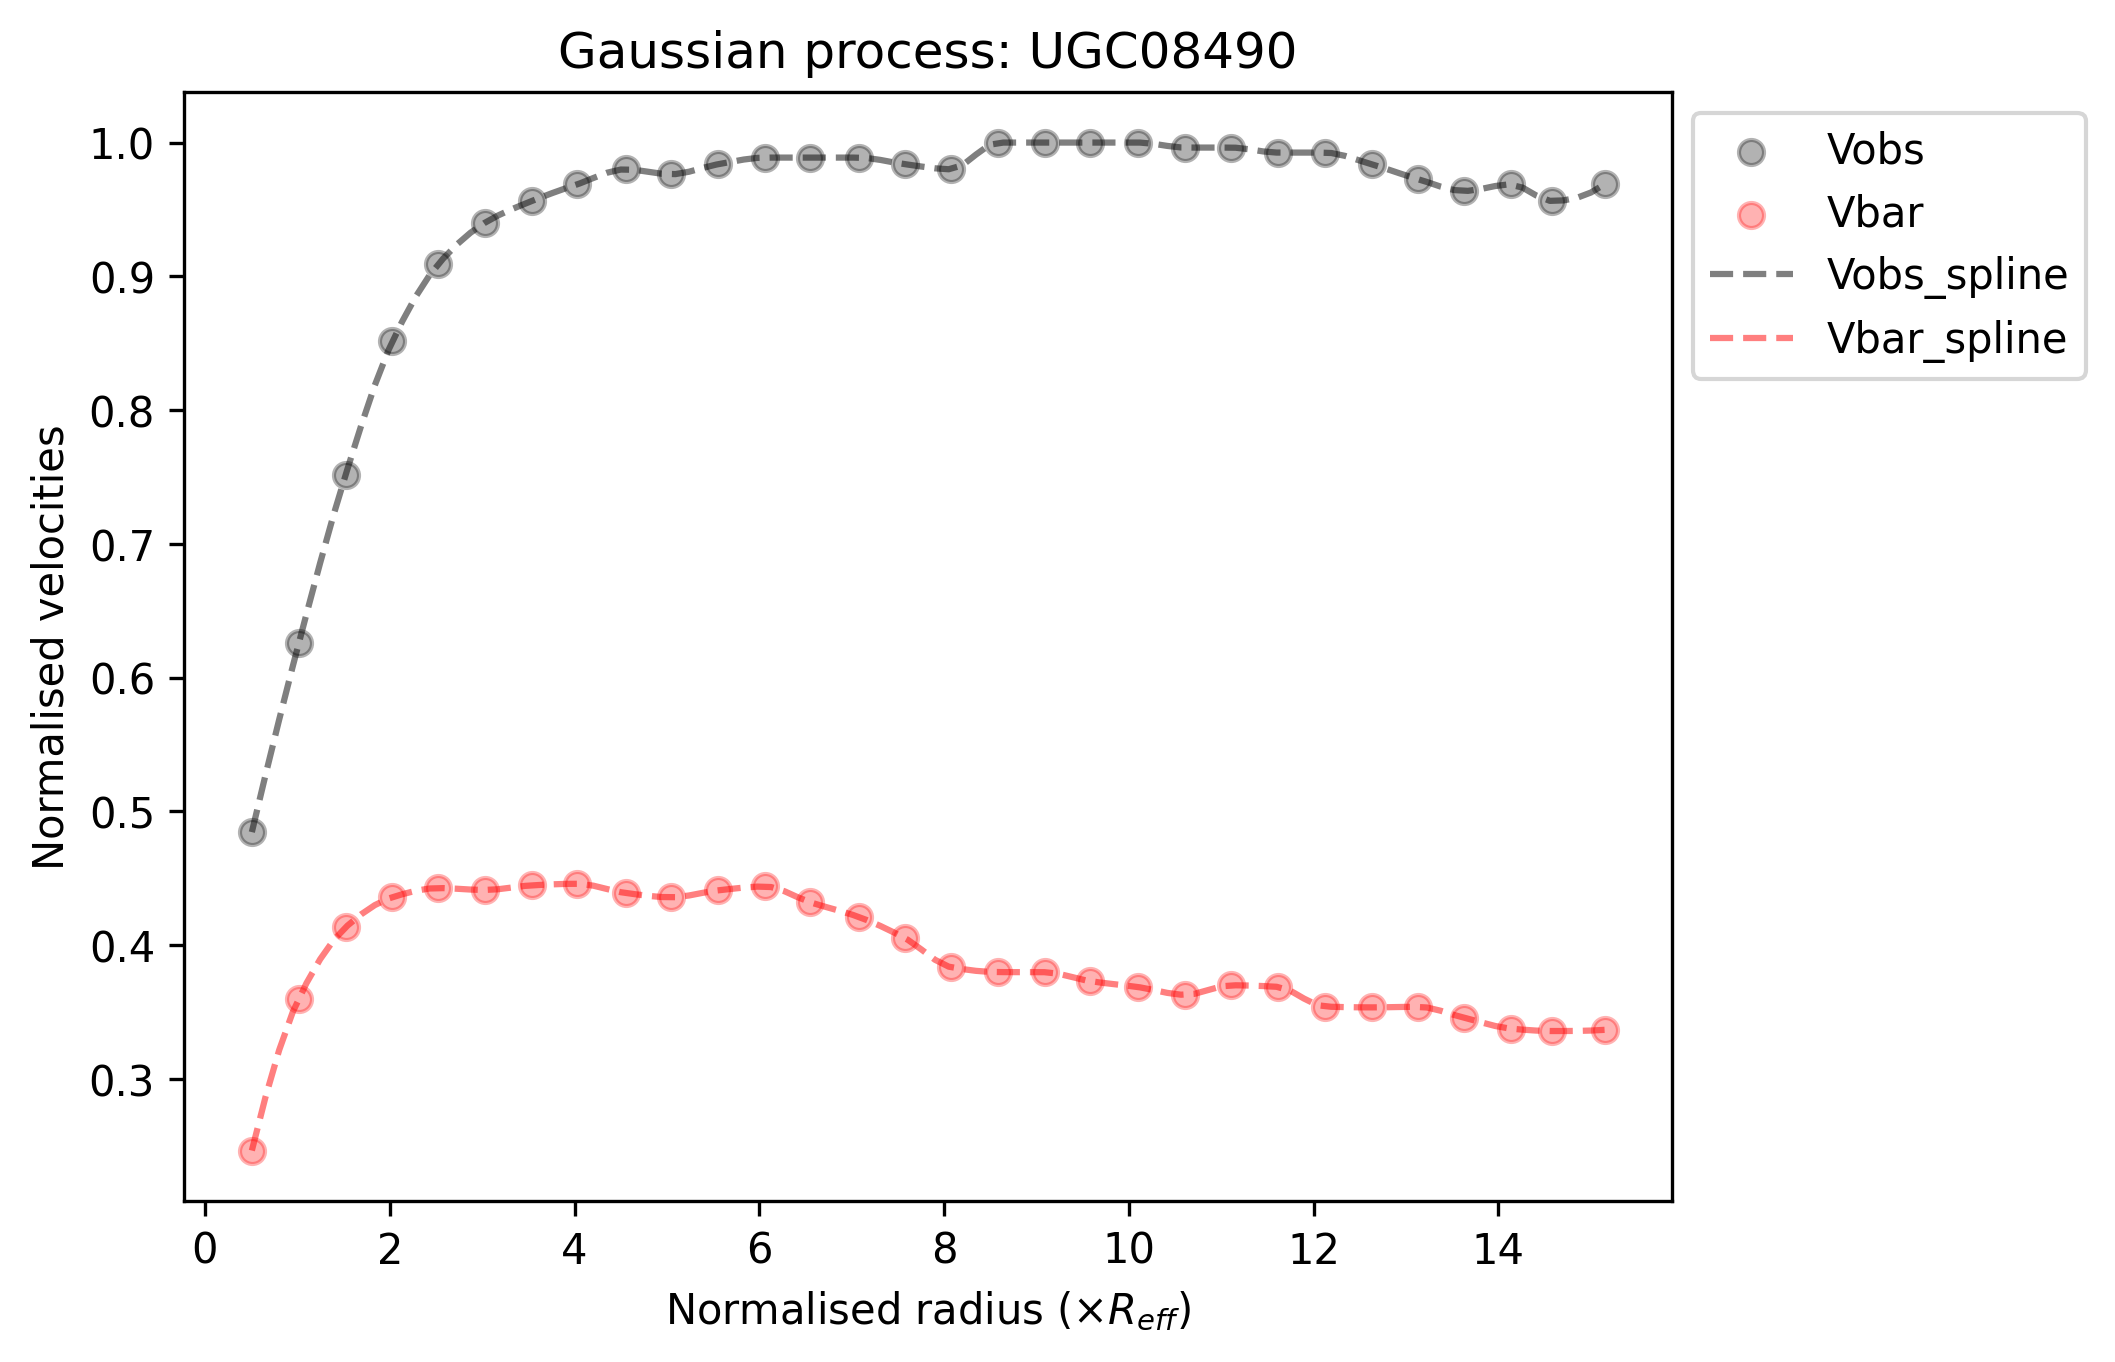 Gaussian process: UGC08490
Normalised velocities
1.0
0.9
0.8
0.7
0.6
0.5
0.4
0.3
0 2 4 6 8 10 12 14
Normalised radius (×R_eff)
Vobs
Vbar
Vobs_spline
Vbar_spline